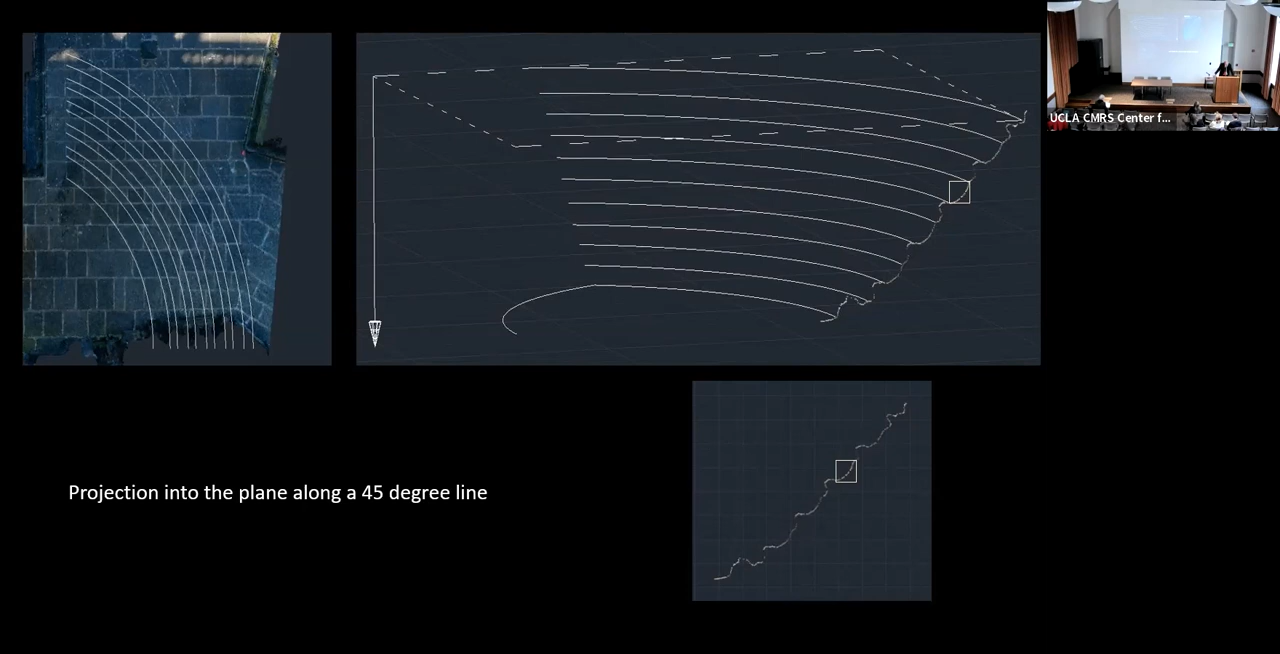 UCLA CMRS Center f...
Projection into the plane along a 45 degree line